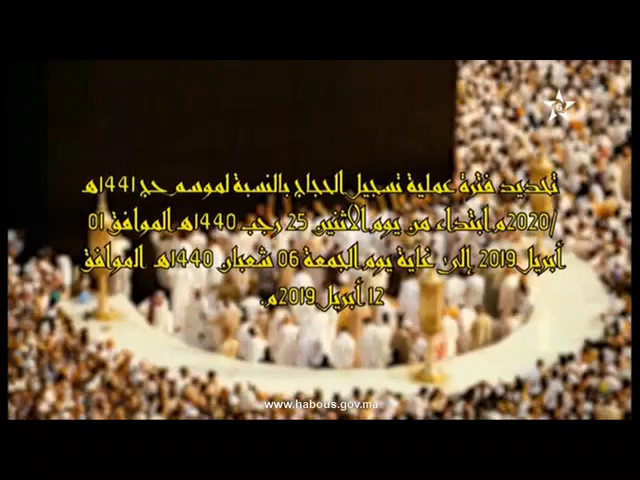 تحديد فترة عملية تسجيل الحجاج بالنسبة لموسم حج 1441هـ
/2020م ابتداء من يوم الاثنين 25 رجب 1440هـ الموافق 01
أبريل 2019 إلى غاية يوم الجمعة 06 شعبان 1440هـ الموافق
12 أبريل 2019م.
www.habous.gov.ma